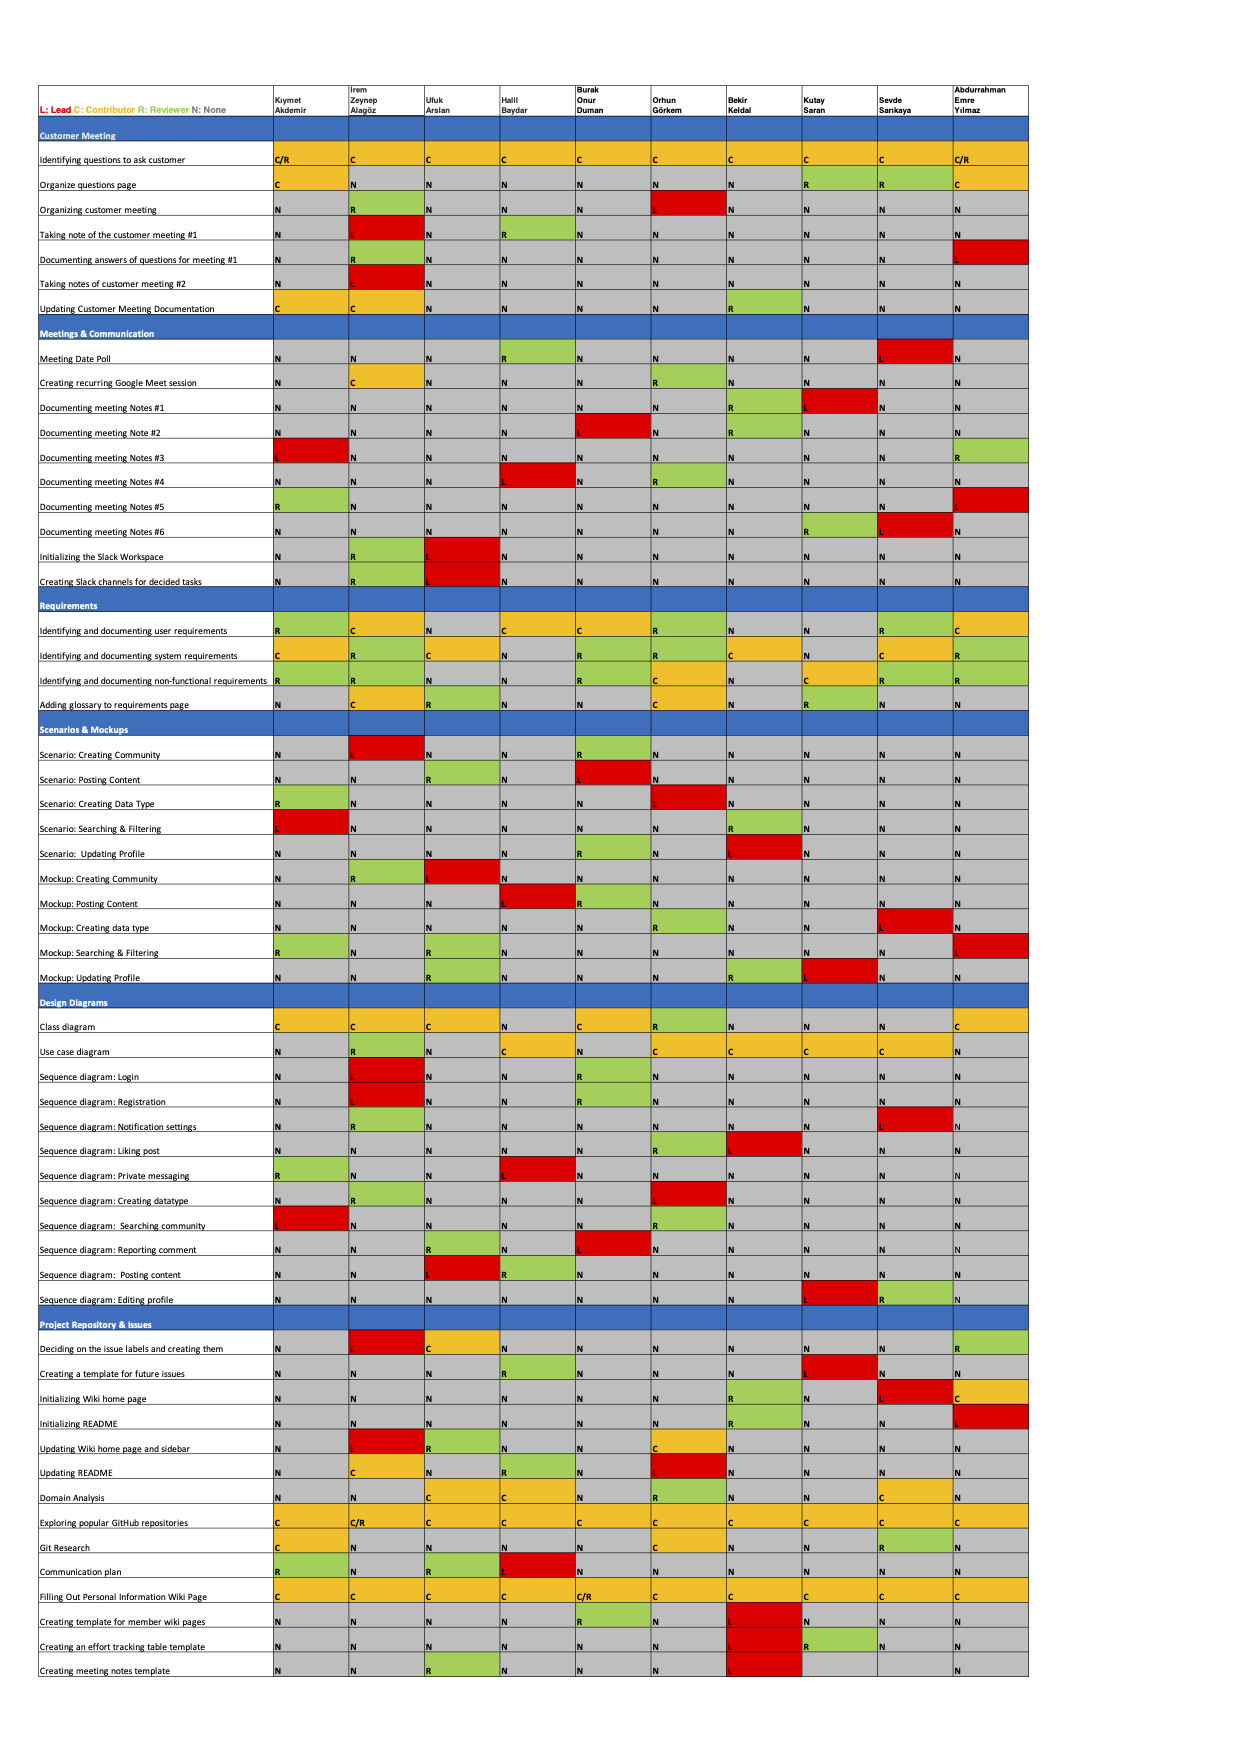 L: Lead C: Contributor R: Reviewer N: None
Kıymet
Akdemir
İrem
Zeynep
Alagöz
Ufuk
Arslan
Halil
Baydar
Burak
Onur
Duman
Orhun
Görkem
Bekir
Keldal
Kutay
Saran
Sevde
Sarıkaya
Abdurrahman
Emre
Yılmaz
Customer Meeting
Identifying questions to ask customer C/R C C C C C C C C C/R
Organize questions page C N N N N N N R R C
Organizing customer meeting N R N N N L N N N N
Taking note of the customer meeting #1 N L N R N N N N N N
Documenting answers of questions for meeting #1 N R N N N N N N N L
Taking notes of customer meeting #2 N L N N N N N N N N
Updating Customer Meeting Documentation C C N N N N R N N N
Meetings & Communication
Meeting Date Poll N N N R N N N N L N
Creating recurring Google Meet session N C N N N R N N N N
Documenting meeting Notes #1 N N N N N N R L N N
Documenting meeting Note #2 N N N N L N R N N N
Documenting meeting Notes #3 L N N N N N N N N R
Documenting meeting Notes #4 N N N L N R N N N N
Documenting meeting Notes #5 R N N N N N N N N L
Documenting meeting Notes #6 N N N N N N N R L N
Initializing the Slack Workspace N R L N N N N N N N
Creating Slack channels for decided tasks N R L N N N N N N N
Requirements
Identifying and documenting user requirements R C N C C R N N R C
Identifying and documenting system requirements C R C N R R C N C R
Identifying and documenting non-functional requirements R R N N R C N C R R
Adding glossary to requirements page N C R N N C N R N N
Scenarios & Mockups
Scenario: Creating Community N L N N R N N N N N
Scenario: Posting Content N N R N L N N N N N
Scenario: Creating Data Type R N N N N L N N N N
Scenario: Searching & Filtering L N N N N N R N N N
Scenario:  Updating Profile N N N N R N L N N N
Mockup: Creating Community N R L N N N N N N N
Mockup: Posting Content N N N L R N N N N N
Mockup: Creating data type N N N N N R N N L N
Mockup: Searching & Filtering R N R N N N N N N L
Mockup: Updating Profile N N R N N N R L N N
Design Diagrams
Class diagram C C C N C R N N N C
Use case diagram N R N C N C C C C N
Sequence diagram: Login N L N N R N N N N N
Sequence diagram: Registration N L N N R N N N N N
Sequence diagram: Notification settings N R N N N N N N L N
Sequence diagram: Liking post N N N N N R L N N N
Sequence diagram: Private messaging R N N L N N N N N N
Sequence diagram: Creating datatype N R N N N L N N N N
Sequence diagram:  Searching community L N N N N R N N N N
Sequence diagram: Reporting comment N N R N L N N N N N
Sequence diagram:  Posting content N N L R N N N N N N
Sequence diagram: Editing profile N N N N N N N L R N
Project Repository & Issues
Deciding on the issue labels and creating them N L C N N N N N N R
Creating a template for future issues N N N R N N N L N N
Initializing Wiki home page N N N N N N R N L C
Initializing README N N N N N N R N N L
Updating Wiki home page and sidebar N L R N N C N N N N
Updating README N C N R N L N N N N
Domain Analysis N N C C N R N N C N
Exploring popular GitHub repositories C C/R C C C C C C C C
Git Research C N N N N C N N R N
Communication plan R N R L N N N N N N
Filling Out Personal Information Wiki Page C C C C C/R C C C C C
Creating template for member wiki pages N N N N R N L N N N
Creating an effort tracking table template N N N N N N L R N N
Creating meeting notes template N N R N N N L N